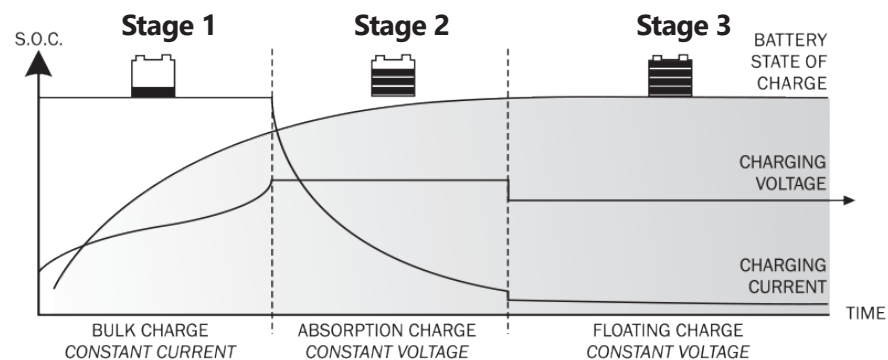 Stage 1
Stage 2
Stage 3
S.O.C.
BATTERY
STATE OF
CHARGE
CHARGING
VOLTAGE
CHARGING
CURRENT
TIME
BULK CHARGE
CONSTANT CURRENT
ABSORPTION CHARGE
CONSTANT VOLTAGE
FLOATING CHARGE
CONSTANT VOLTAGE